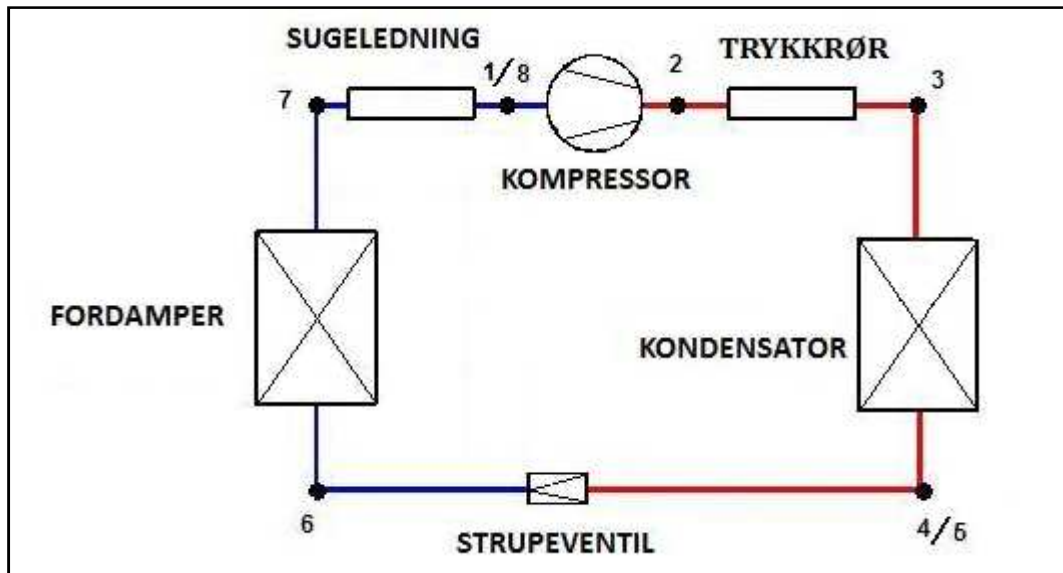 SUGELEDNING
TRYKKRØR
7
1/8
2
3
KOMPRESSOR
FORDAMPER
KONDENSATOR
6
STRUPEVENTIL
4/5